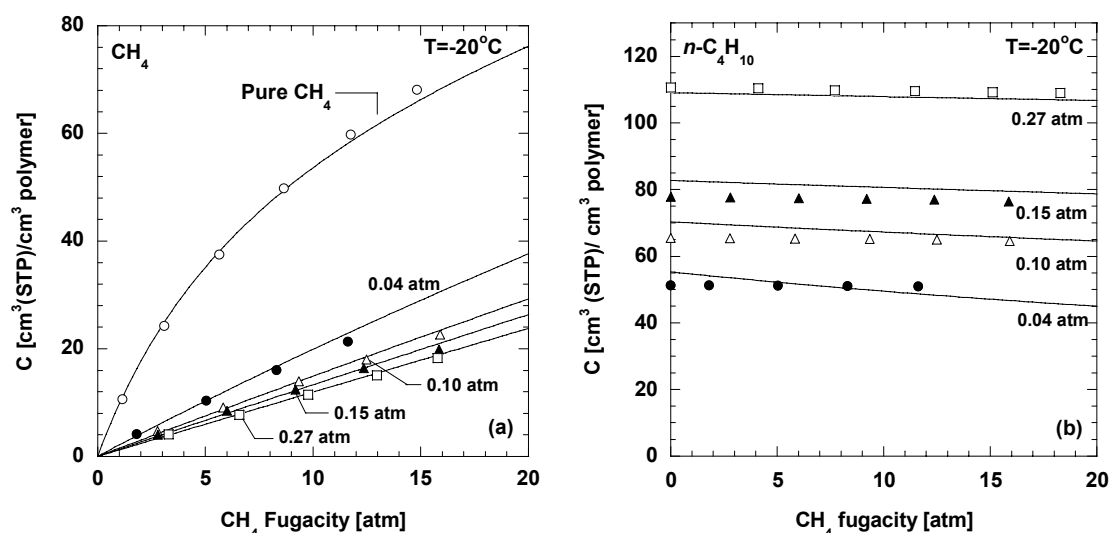 CH4
T=-20°C
Pure CH4
0.04 atm
0.10 atm
0.15 atm
0.27 atm
(a)
80
60
40
20
0
0 5 10 15 20
C [cm3(STP)/cm3 polymer]
CH4 Fugacity [atm]
n-C4H10
T=-20°C
0.27 atm
0.15 atm
0.10 atm
0.04 atm
(b)
120
100
80
60
40
20
0
0 5 10 15 20
C [cm3 (STP)/ cm3 polymer]
CH4 fugacity [atm]